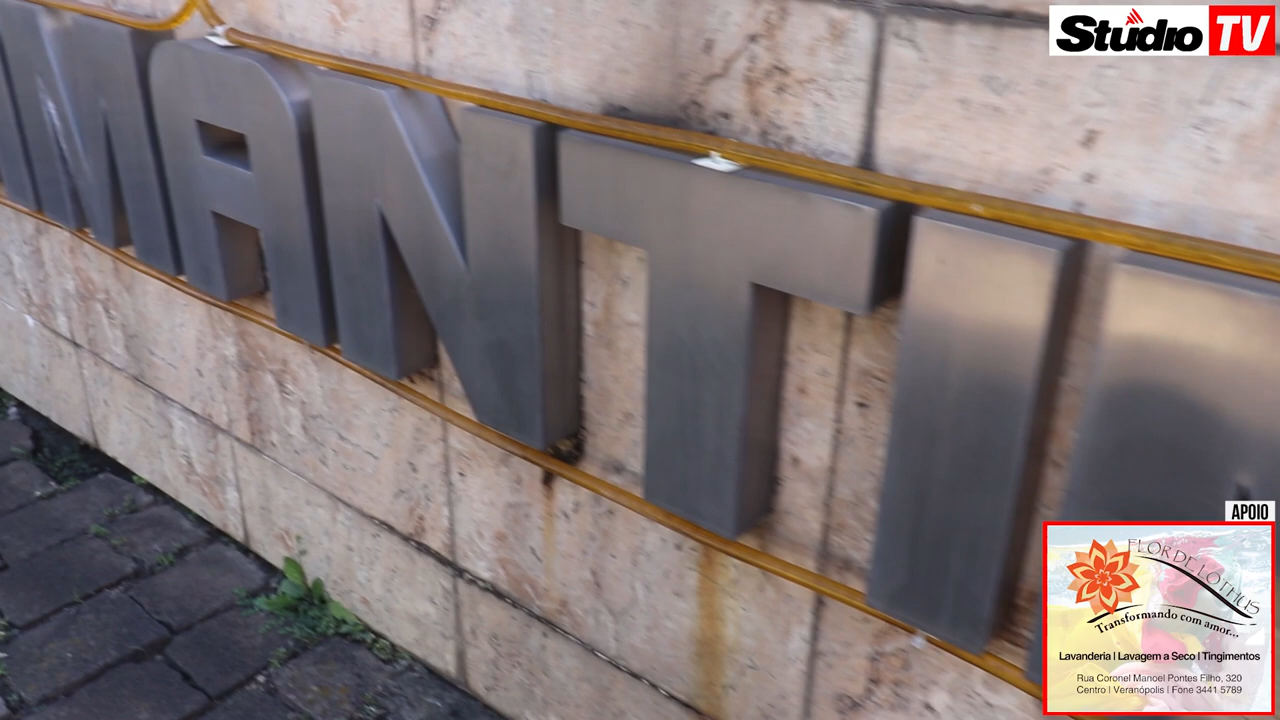 Studio TV
MANTI
APOIO
FLOR DE LOTHUS
Transformando com amor...
Lavanderia | Lavagem a Seco | Tingimentos
Rua Coronel Manoel Pontes Filho, 320
Centro | Veranópolis | Fone 3441 5789